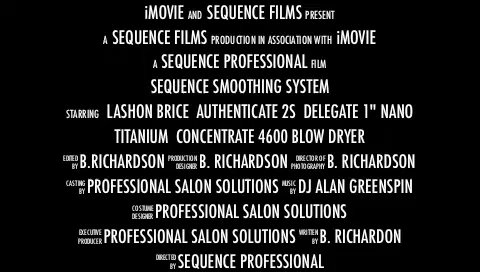 iMOVIE AND SEQUENCE FILMS PRESENT
A SEQUENCE FILMS PRODUCTION IN ASSOCIATION WITH iMOVIE
A SEQUENCE PROFESSIONAL FILM
SEQUENCE SMOOTHING SYSTEM
STARRING LASHON BRICE AUTHENTICATE 2S DELEGATE 1" NANO
TITANIUM CONCENTRATE 4600 BLOW DRYER
EDITED BY B.RICHARDSON PRODUCTION DESIGNER B. RICHARDSON DIRECTOR OF PHOTOGRAPHY B. RICHARDSON
CASTING BY PROFESSIONAL SALON SOLUTIONS MUSIC BY DJ ALAN GREENSPIN
COSTUME DESIGNER PROFESSIONAL SALON SOLUTIONS
EXECUTIVE PRODUCER PROFESSIONAL SALON SOLUTIONS WRITTEN BY B. RICHARDON
DIRECTED BY SEQUENCE PROFESSIONAL